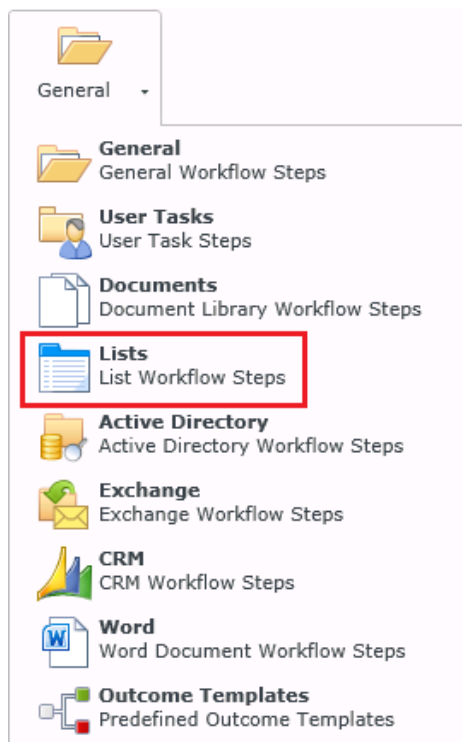 General
General
General Workflow Steps
User Tasks
User Task Steps
Documents
Document Library Workflow Steps
Lists
List Workflow Steps
Active Directory
Active Directory Workflow Steps
Exchange
Exchange Workflow Steps
CRM
CRM Workflow Steps
W
Word
Word Document Workflow Steps
Outcome Templates
Predefined Outcome Templates